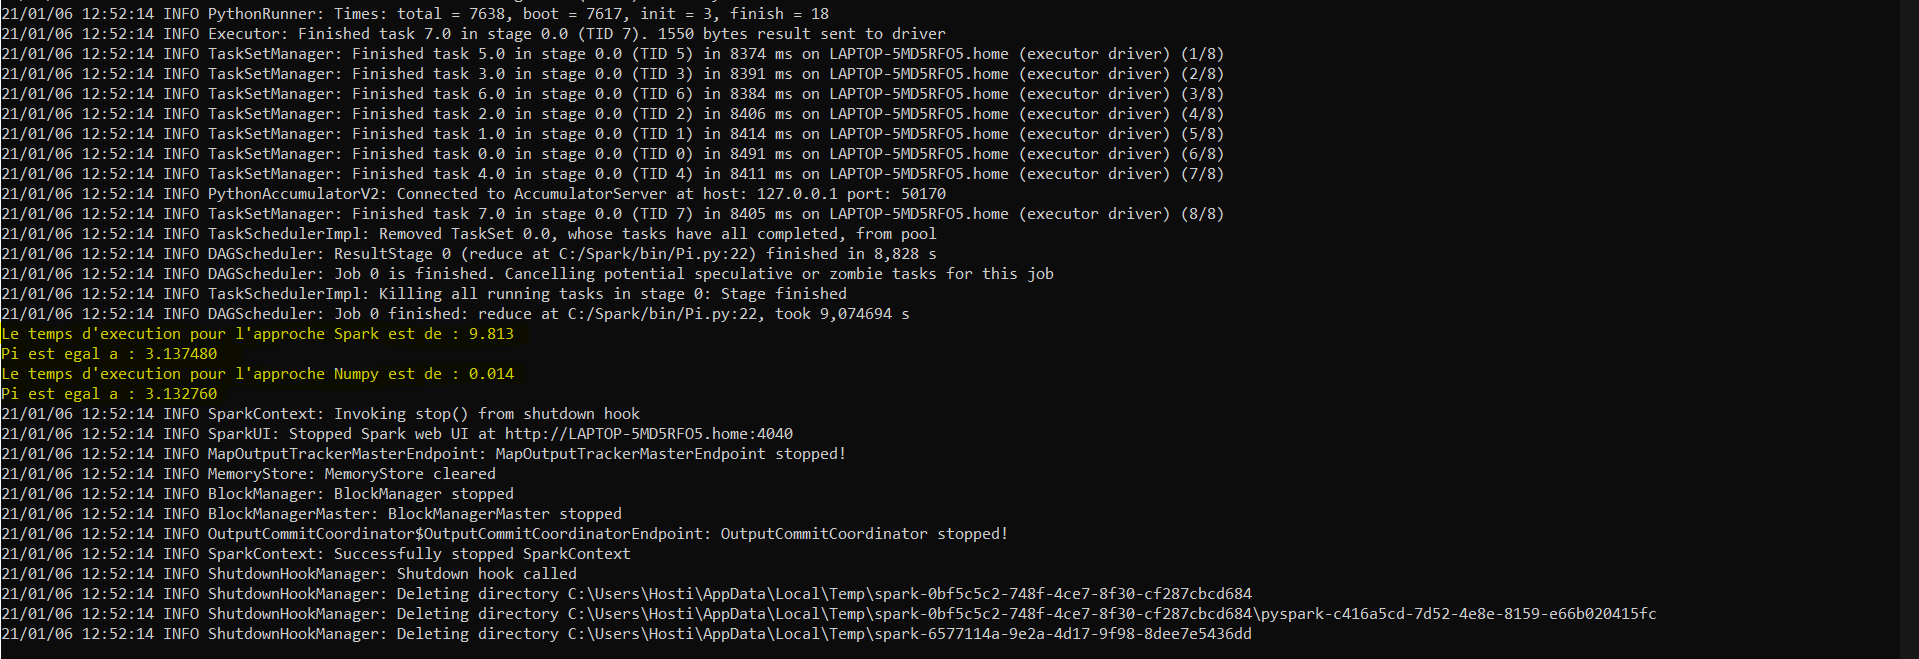 21/01/06 12:52:14 INFO PythonRunner: Times: total = 7638, boot = 7617, init = 3, finish = 18
21/01/06 12:52:14 INFO Executor: Finished task 7.0 in stage 0.0 (TID 7). 1550 bytes result sent to driver
21/01/06 12:52:14 INFO TaskSetManager: Finished task 5.0 in stage 0.0 (TID 5) in 8374 ms on LAPTOP-5MD5RFO5.home (executor driver) (1/8)
21/01/06 12:52:14 INFO TaskSetManager: Finished task 3.0 in stage 0.0 (TID 3) in 8391 ms on LAPTOP-5MD5RFO5.home (executor driver) (2/8)
21/01/06 12:52:14 INFO TaskSetManager: Finished task 6.0 in stage 0.0 (TID 6) in 8384 ms on LAPTOP-5MD5RFO5.home (executor driver) (3/8)
21/01/06 12:52:14 INFO TaskSetManager: Finished task 2.0 in stage 0.0 (TID 2) in 8406 ms on LAPTOP-5MD5RFO5.home (executor driver) (4/8)
21/01/06 12:52:14 INFO TaskSetManager: Finished task 1.0 in stage 0.0 (TID 1) in 8414 ms on LAPTOP-5MD5RFO5.home (executor driver) (5/8)
21/01/06 12:52:14 INFO TaskSetManager: Finished task 0.0 in stage 0.0 (TID 0) in 8491 ms on LAPTOP-5MD5RFO5.home (executor driver) (6/8)
21/01/06 12:52:14 INFO TaskSetManager: Finished task 4.0 in stage 0.0 (TID 4) in 8411 ms on LAPTOP-5MD5RFO5.home (executor driver) (7/8)
21/01/06 12:52:14 INFO PythonAccumulatorV2: Connected to AccumulatorServer at host: 127.0.0.1 port: 50170
21/01/06 12:52:14 INFO TaskSetManager: Finished task 7.0 in stage 0.0 (TID 7) in 8405 ms on LAPTOP-5MD5RFO5.home (executor driver) (8/8)
21/01/06 12:52:14 INFO TaskSchedulerImpl: Removed TaskSet 0.0, whose tasks have all completed, from pool
21/01/06 12:52:14 INFO DAGScheduler: ResultStage 0 (reduce at C:/Spark/bin/Pi.py:22) finished in 8,828 s
21/01/06 12:52:14 INFO DAGScheduler: Job 0 is finished. Cancelling potential speculative or zombie tasks for this job
21/01/06 12:52:14 INFO TaskSchedulerImpl: Killing all running tasks in stage 0: Stage finished
21/01/06 12:52:14 INFO DAGScheduler: Job 0 finished: reduce at C:/Spark/bin/Pi.py:22, took 9,074694 s
Le temps d'execution pour l'approche Spark est de : 9.813
Pi est egal a : 3.137480
Le temps d'execution pour l'approche Numpy est de : 0.014
Pi est egal a : 3.132760
21/01/06 12:52:14 INFO SparkContext: Invoking stop() from shutdown hook
21/01/06 12:52:14 INFO SparkUI: Stopped Spark web UI at http://LAPTOP-5MD5RFO5.home:4040
21/01/06 12:52:14 INFO MapOutputTrackerMasterEndpoint: MapOutputTrackerMasterEndpoint stopped!
21/01/06 12:52:14 INFO MemoryStore: MemoryStore cleared
21/01/06 12:52:14 INFO BlockManager: BlockManager stopped
21/01/06 12:52:14 INFO BlockManagerMaster: BlockManagerMaster stopped
21/01/06 12:52:14 INFO OutputCommitCoordinator$OutputCommitCoordinatorEndpoint: OutputCommitCoordinator stopped!
21/01/06 12:52:14 INFO SparkContext: Successfully stopped SparkContext
21/01/06 12:52:14 INFO ShutdownHookManager: Shutdown hook called
21/01/06 12:52:14 INFO ShutdownHookManager: Deleting directory C:\Users\Hosti\AppData\Local\Temp\spark-0bf5c5c2-748f-4ce7-8f30-cf287cbcd684
21/01/06 12:52:14 INFO ShutdownHookManager: Deleting directory C:\Users\Hosti\AppData\Local\Temp\spark-0bf5c5c2-748f-4ce7-8f30-cf287cbcd684\pyspark-c416a5cd-7d52-4e8e-8159-e66b020415fc
21/01/06 12:52:14 INFO ShutdownHookManager: Deleting directory C:\Users\Hosti\AppData\Local\Temp\spark-6577114a-9e2a-4d17-9f98-8dee7e5436dd